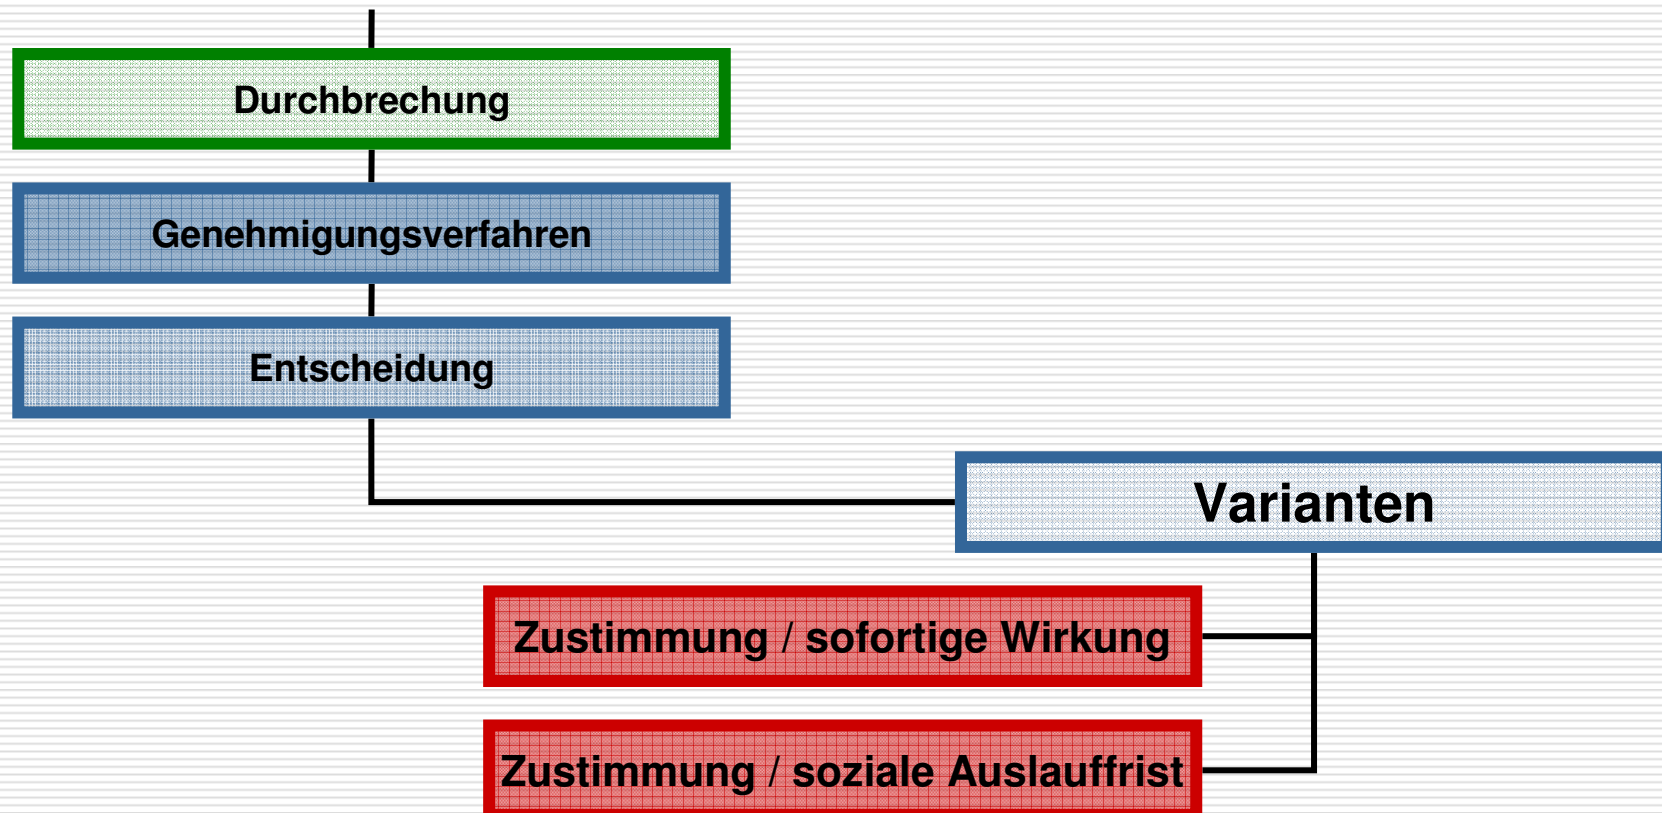 Durchbrechung
Genehmigungsverfahren
Entscheidung
Varianten
Zustimmung / sofortige Wirkung
Zustimmung / soziale Auslauffrist